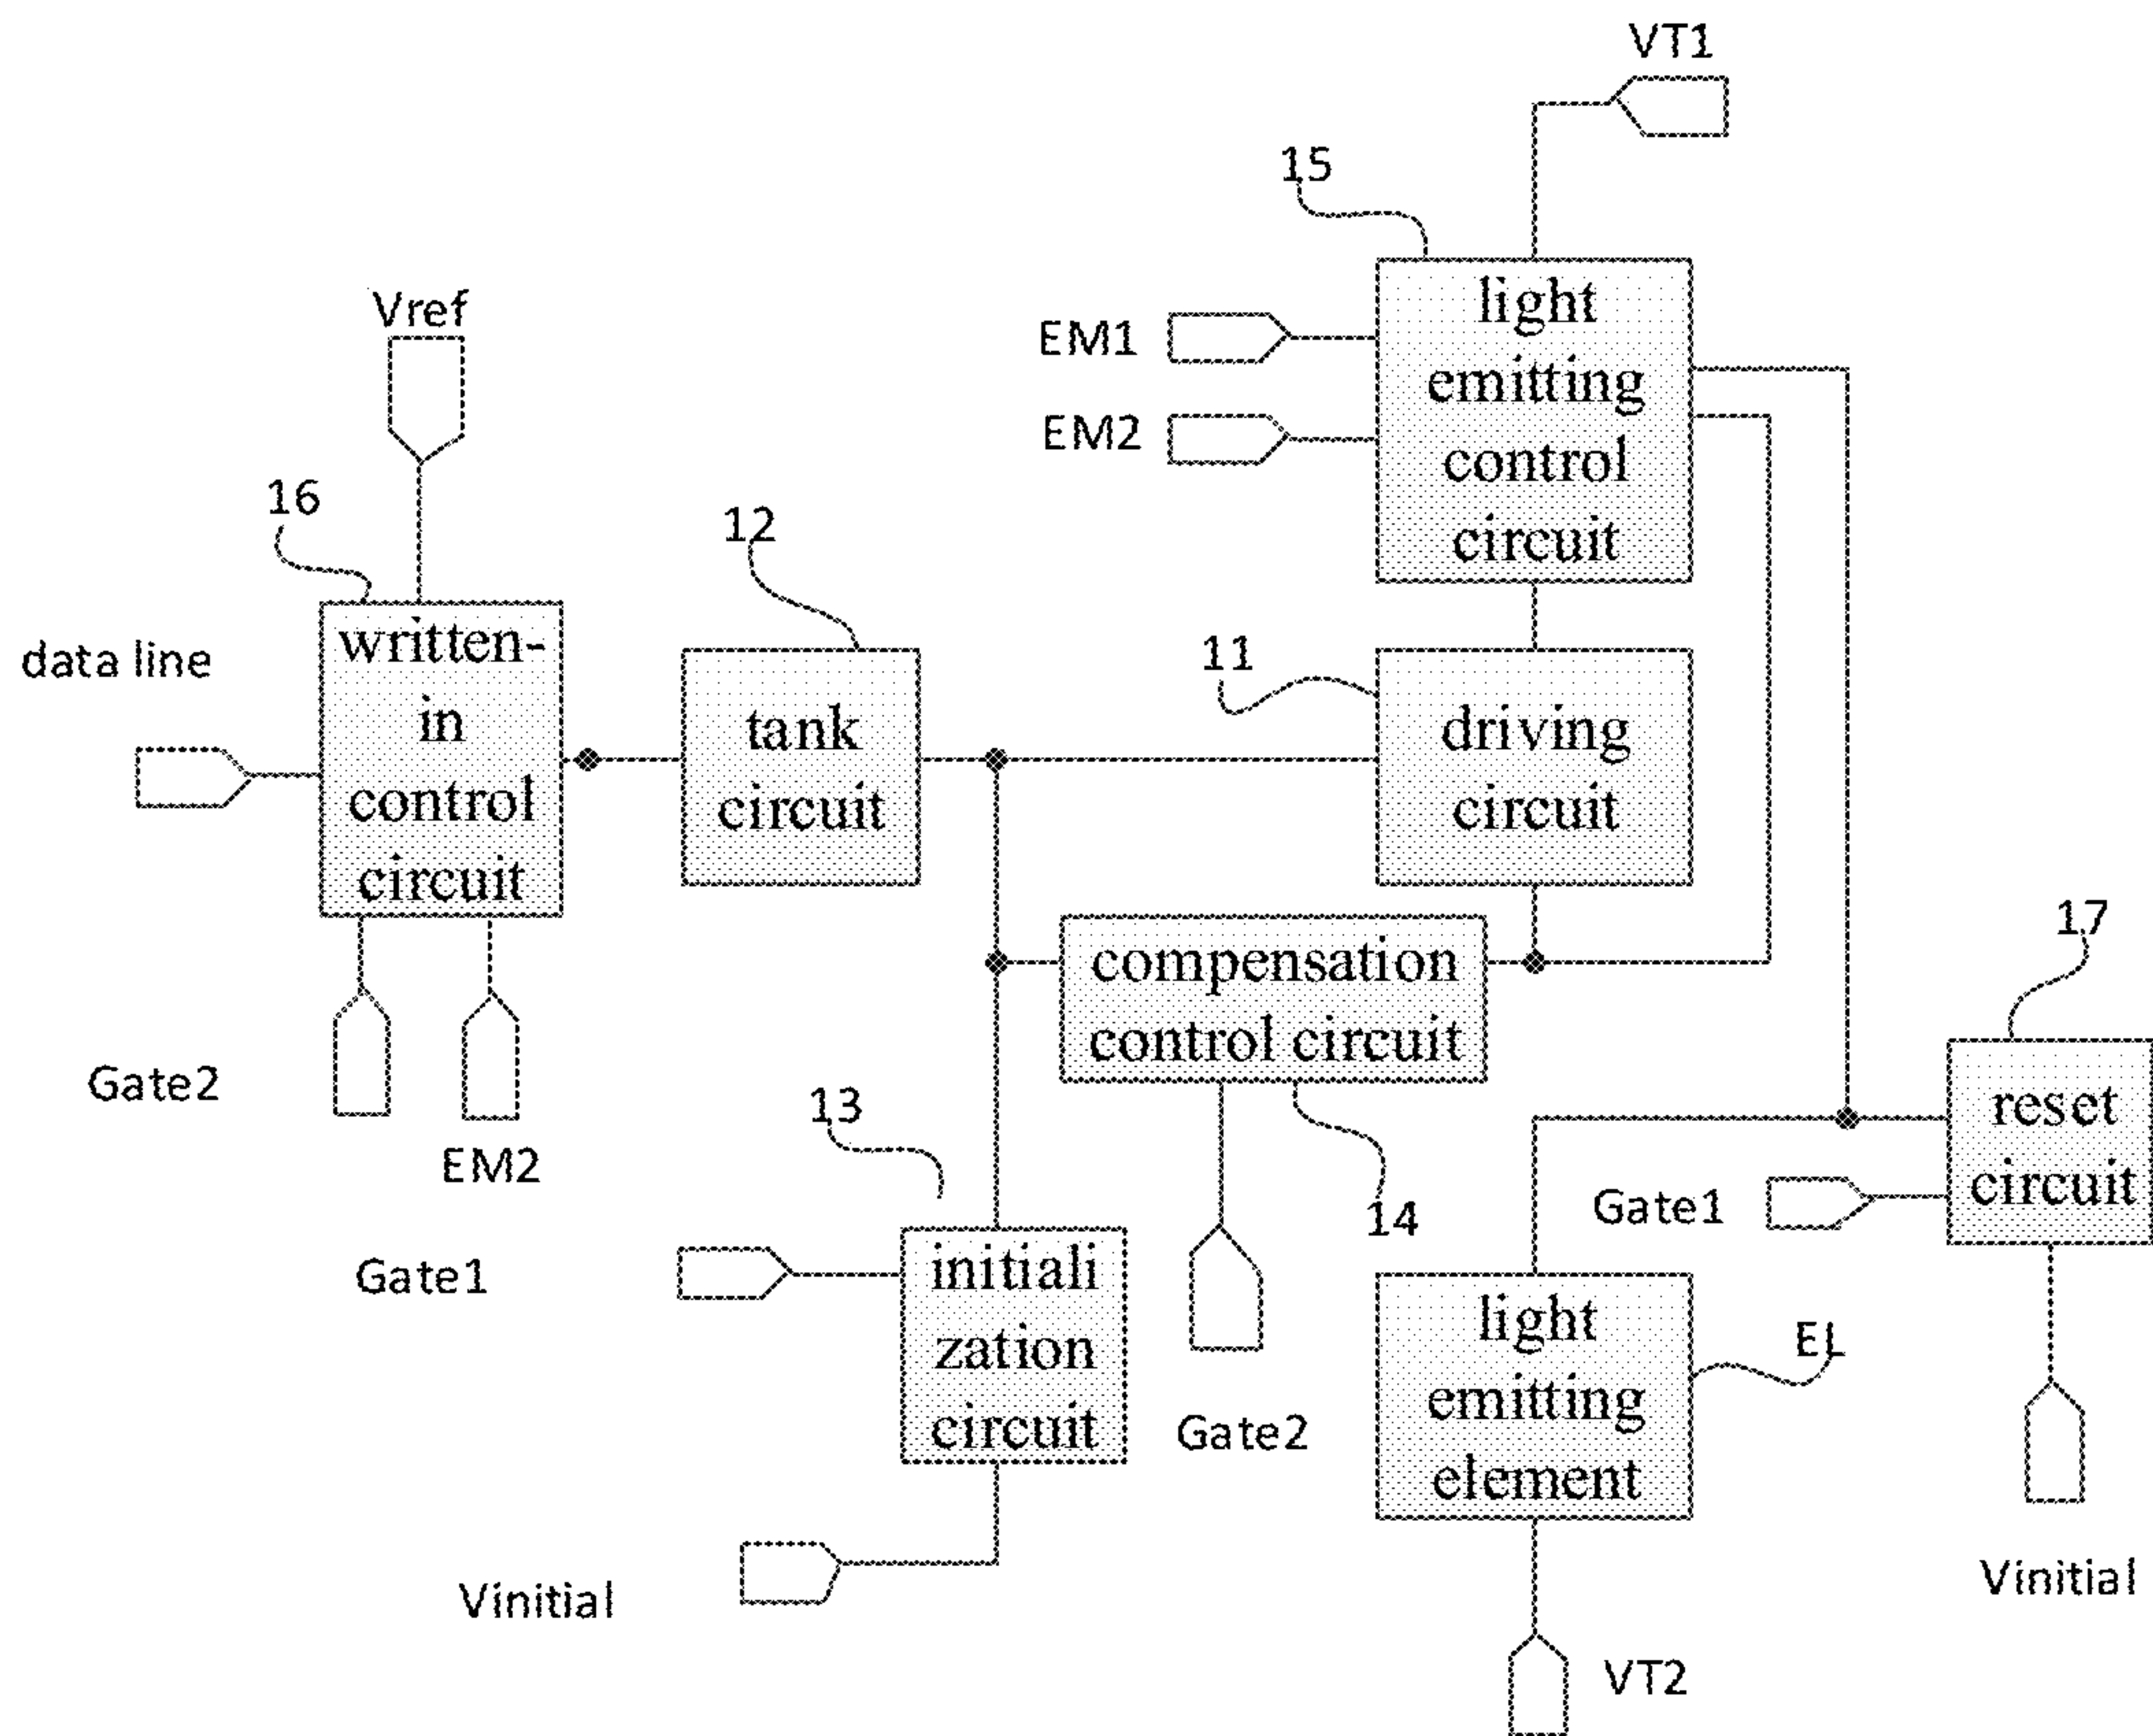 VT1
15
light
emitting
control
circuit
EM1
EM2
Vref
16
12
data line
written-
in
control
circuit
tank
circuit
11
driving
circuit
17
compensation
control circuit
Gate2
EM2
13
14
reset
circuit
Gate1
Gate1
initiali
zation
circuit
Gate2
light
emitting
element
EL
Vinitial
Vinitial
VT2